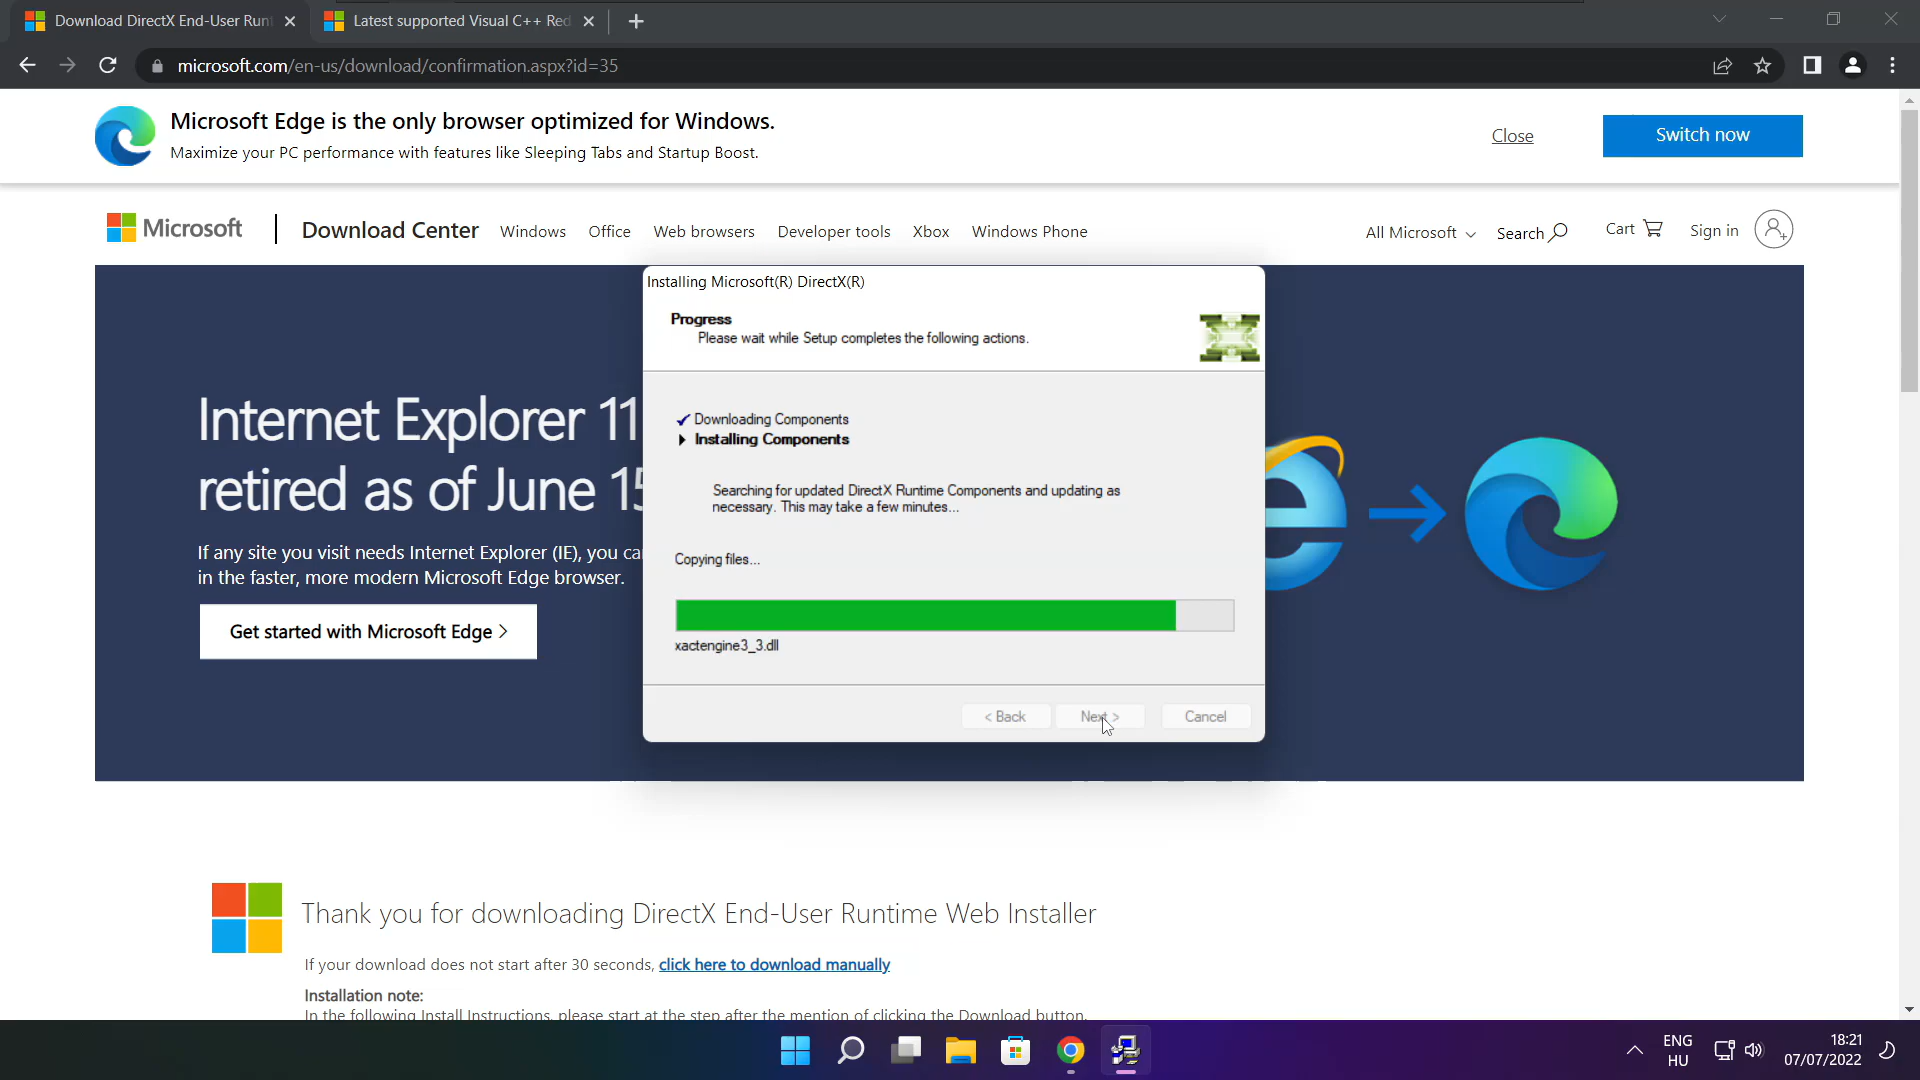 Download DirectX End-User Runt
Latest supported Visual C++ Red
microsoft.com/en-us/download/confirmation.aspx?id=35
Microsoft Edge is the only browser optimized for Windows.
Maximize your PC performance with features like Sleeping Tabs and Startup Boost.
Close
Switch now
Microsoft
Download Center
Windows
Office
Web browsers
Developer tools
Xbox
Windows Phone
All Microsoft
Search
Cart
Sign in
Internet Explorer 11
retired as of June 15
If any site you visit needs Internet Explorer (IE), you ca
in the faster, more modern Microsoft Edge browser.
Get started with Microsoft Edge >
Installing Microsoft(R) DirectX(R)
Progress
Please wait while Setup completes the following actions.
Downloading Components
Installing Components
Searching for updated DirectX Runtime Components and updating as
necessary. This may take a few minutes...
Copying files...
xactengine3_3.dll
< Back
Next >
Cancel
Thank you for downloading DirectX End-User Runtime Web Installer
If your download does not start after 30 seconds, click here to download manually
Installation note:
In the following Install Instructions, please start at the step after the mention of clicking the Download button.
ENG
HU
18:21
07/07/2022